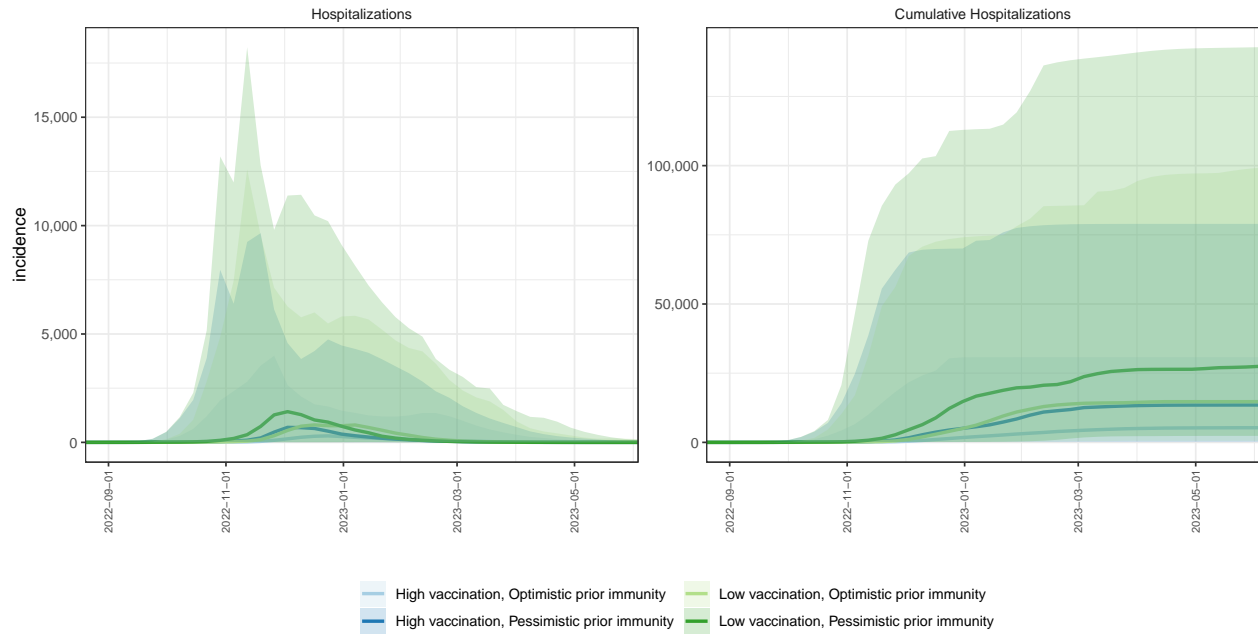 Hospitalizations
Cumulative Hospitalizations
incidence
15,000
10,000
5,000
0
100,000
50,000
0
2022−09−01
2022−11−01
2023−01−01
2023−03−01
2023−05−01
2022−09−01
2022−11−01
2023−01−01
2023−03−01
2023−05−01
High vaccination, Optimistic prior immunity
Low vaccination, Optimistic prior immunity
High vaccination, Pessimistic prior immunity
Low vaccination, Pessimistic prior immunity